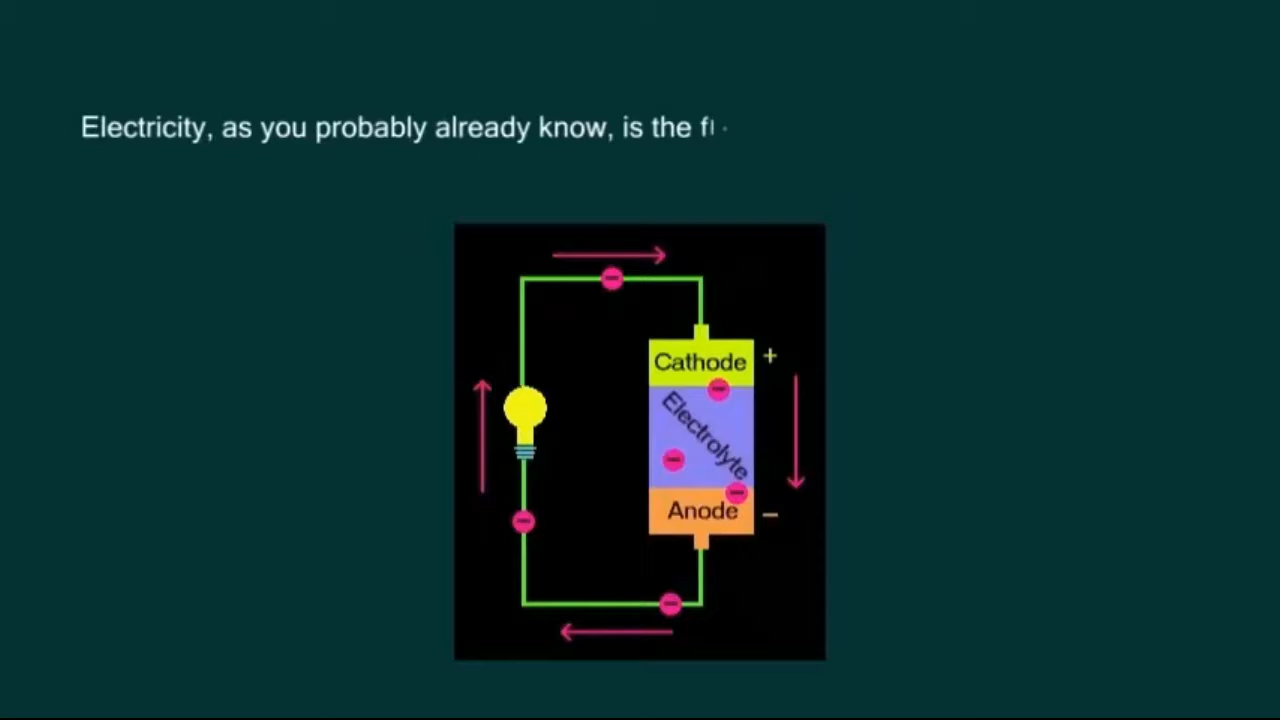 Electricity, as you probably already know, is the
Cathode
+
Electrolyte
Anode
–